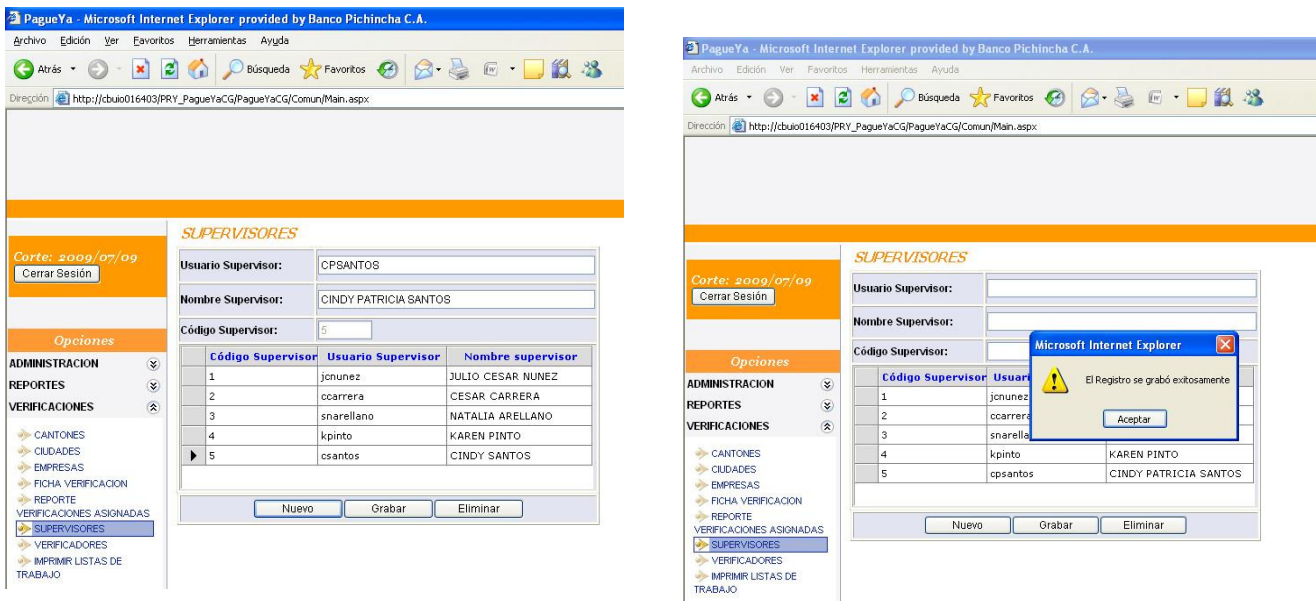 PagueYa - Microsoft Internet Explorer provided by Banco Pichincha C.A.
Archivo Edición Ver Favoritos Herramientas Ayuda
Atrás Búsqueda Favoritos
Dirección http://cbuio016403/PRY_PagueYaCG/PagueYaCG/Comun/Main.aspx
SUPERVISORES
Corte: 2009/07/09
Cerrar Sesión
Usuario Supervisor: CPSANTOS
Nombre Supervisor: CINDY PATRICIA SANTOS
Código Supervisor: 5
Opciones
ADMINISTRACION
REPORTES
VERIFICACIONES
CANTONES
CIUDADES
EMPRESAS
FICHA VERIFICACION
REPORTE
VERIFICACIONES ASIGNADAS
SUPERVISORES
VERIFICADORES
IMPRIMIR LISTAS DE
TRABAJO
Código Supervisor Usuario Supervisor Nombre supervisor
1 jcnunez JULIO CESAR NUNEZ
2 ccarrera CESAR CARRERA
3 snarellano NATALIA ARELLANO
4 kpinto KAREN PINTO
5 csantos CINDY SANTOS
Nuevo Grabar Eliminar
PagueYa - Microsoft Internet Explorer provided by Banco Pichincha C.A.
Archivo Edición Ver Favoritos Herramientas Ayuda
Atrás Búsqueda Favoritos
Dirección http://cbuio016403/PRY_PagueYaCG/PagueYaCG/Comun/Main.aspx
SUPERVISORES
Corte: 2009/07/09
Cerrar Sesión
Usuario Supervisor:
Nombre Supervisor:
Código Supervisor:
Opciones
ADMINISTRACION
REPORTES
VERIFICACIONES
CANTONES
CIUDADES
EMPRESAS
FICHA VERIFICACION
REPORTE
VERIFICACIONES ASIGNADAS
SUPERVISORES
VERIFICADORES
IMPRIMIR LISTAS DE
TRABAJO
Código Supervisor Usuari
1 jcnunez
2 ccarrera
3 snarella
4 kpinto KAREN PINTO
5 cpsantos CINDY PATRICIA SANTOS
Nuevo Grabar Eliminar
Microsoft Internet Explorer
El Registro se grabó exitosamente
Aceptar